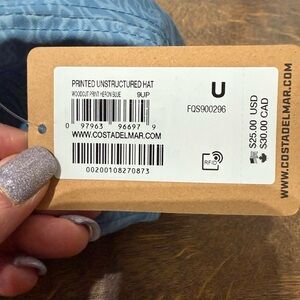 PRINTED UNSTRUCTURED HAT
WOODCUT PRINT HERON BLUE 9UP
0 97963 96697 9
WWW.COSTADELMAR.COM
00200108270873
U
FQS900296
RFID
$25.00 USD
$30.00 CAD
WWW.COSTADELMAR.COM